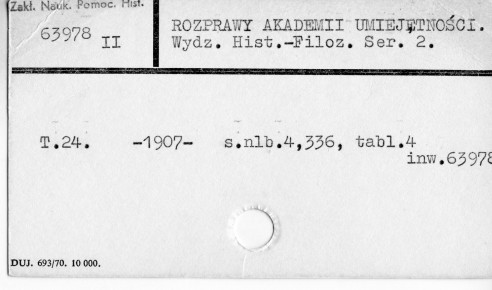 Zakł. Nauk. Pomoc. Hist.
63978 II
ROZPRAWY AKADEMII UMIEJĘTNOŚCI.
Wydz. Hist.-Filoz. Ser. 2.
T.24. -1907- s.nlb.4,336, tabl.4
inw.63978
DUJ. 693/70. 10 000.